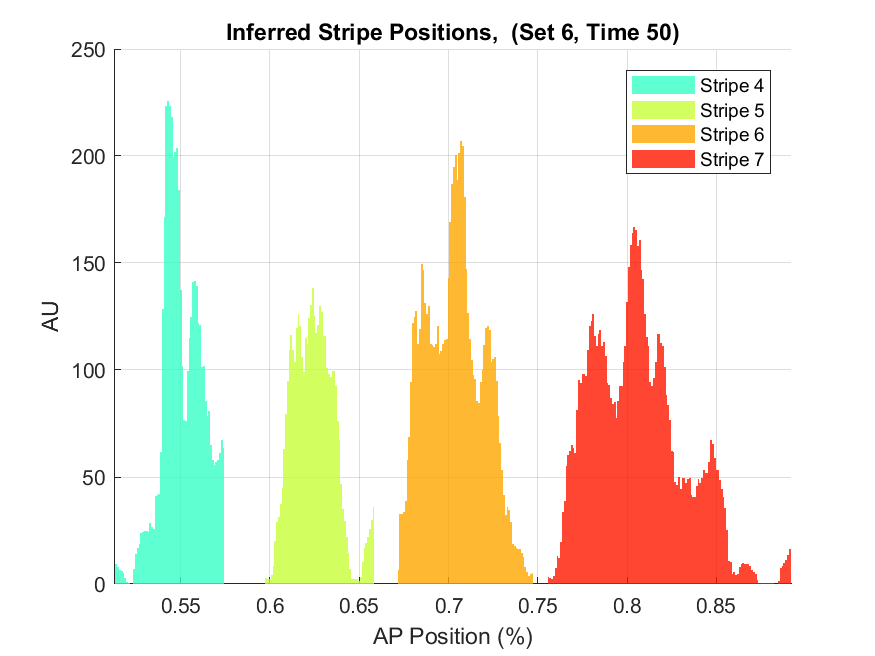 Inferred Stripe Positions,  (Set 6, Time 50)
250
200
150
100
50
0
AU
Stripe 4
Stripe 5
Stripe 6
Stripe 7
0.55 0.6 0.65 0.7 0.75 0.8 0.85
AP Position (%)